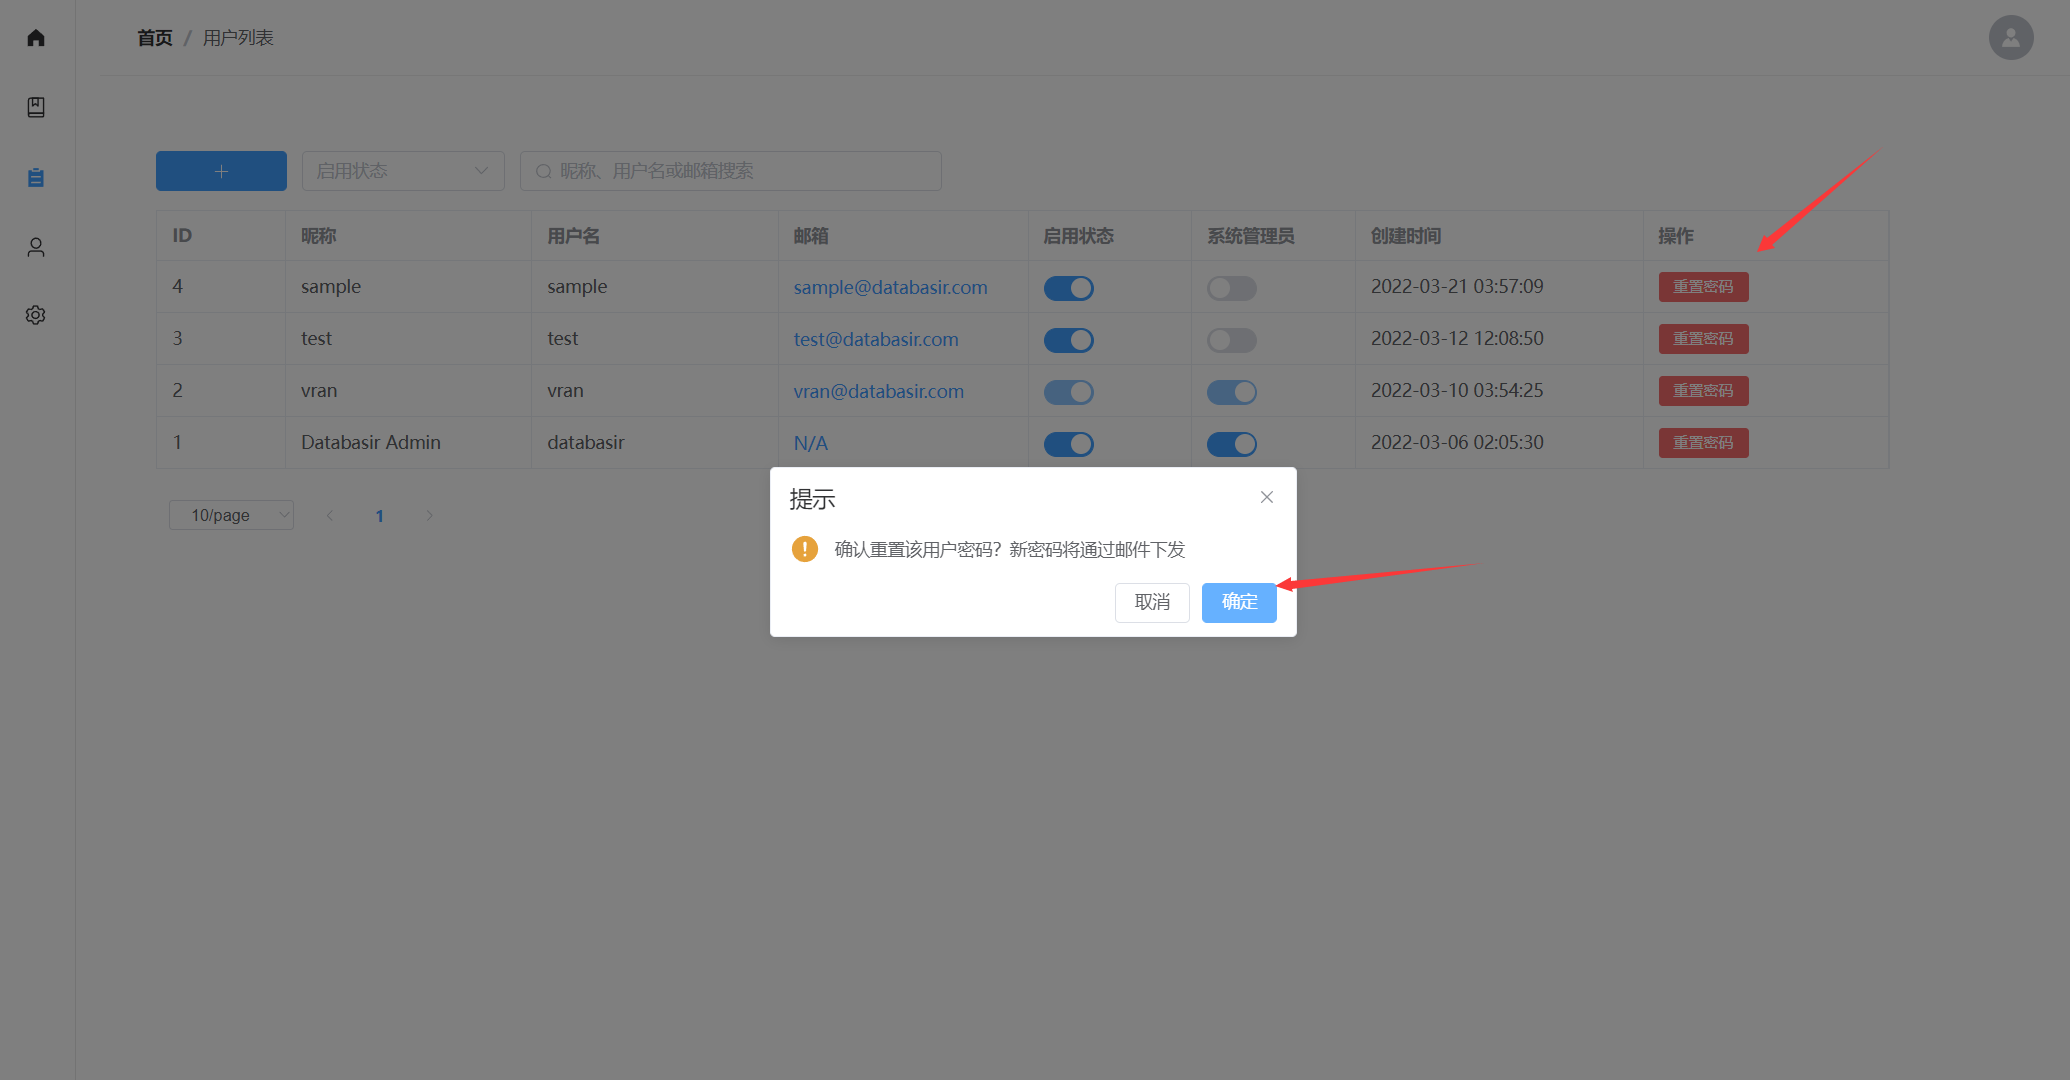 首页 / 用户列表
启用状态 昵称、用户名或邮箱搜索
ID 昵称 用户名 邮箱 启用状态 系统管理员 创建时间 操作
4 sample sample sample@databasir.com 2022-03-21 03:57:09 重置密码
3 test test test@databasir.com 2022-03-12 12:08:50 重置密码
2 vran vran vran@databasir.com 2022-03-10 03:54:25 重置密码
1 Databasir Admin databasir N/A 2022-03-06 02:05:30 重置密码
10/page 1
提示
确认重置该用户密码？新密码将通过邮件下发
取消 确定